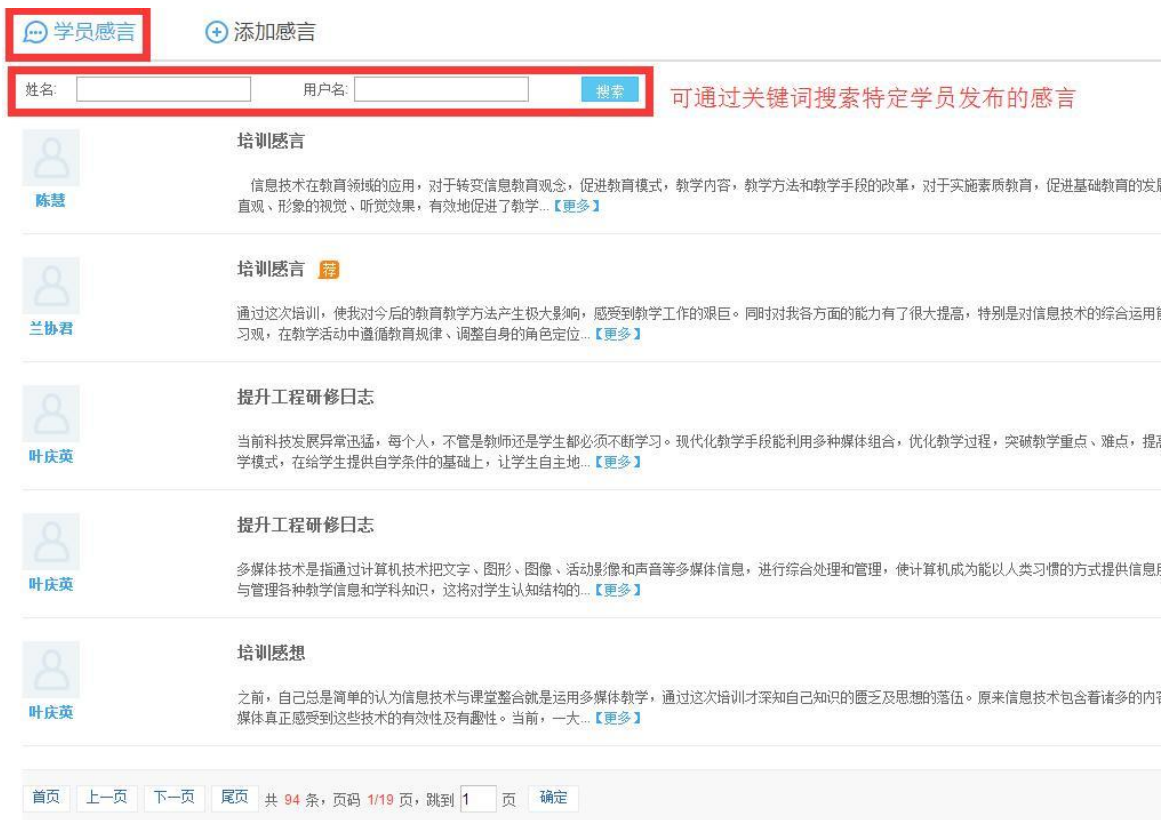 学员感言 添加感言
姓名: 用户名: 搜索 可通过关键词搜索特定学员发布的感言
培训感言
信息技术在教育领域的应用，对于转变信息教育观念，促进教育模式，教学内容，教学方法和教学手段的改革，对于实施素质教育，促进基础教育的发展
陈慧
直观、形象的视觉、听觉效果，有效地促进了教学...【更多】
培训感言 荐
通过这次培训，使我对今后的教育教学方法产生极大影响，感受到教学工作的艰巨。同时对我各方面的能力有了很大提高，特别是对信息技术的综合运用能
兰协君
习观，在教学活动中遵循教育规律、调整自身的角色定位...【更多】
提升工程研修日志
当前科技发展异常迅猛，每个人，不管是教师还是学生都必须不断学习。现代化教学手段能利用多种媒体组合，优化教学过程，突破教学重点、难点，提高
叶庆英
学模式，在给学生提供自学条件的基础上，让学生自主地...【更多】
提升工程研修日志
多媒体技术是指通过计算机技术把文字、图形、图像、活动影像和声音等多媒体信息，进行综合处理和管理，使计算机成为能以人类习惯的方式提供信息
叶庆英
与管理各种教学信息和学科知识，这将对学生认知结构的...【更多】
培训感想
之前，自己总是简单的认为信息技术与课堂整合就是运用多媒体教学，通过这次培训才深知自己知识的匮乏及思想的落伍。原来信息技术包含着诸多的内容
叶庆英
媒体真正感受到这些技术的有效性及有趣性。当前，一大...【更多】
首页 上一页 下一页 尾页 共 94 条，页码 1/19 页，跳到 1 页 确定